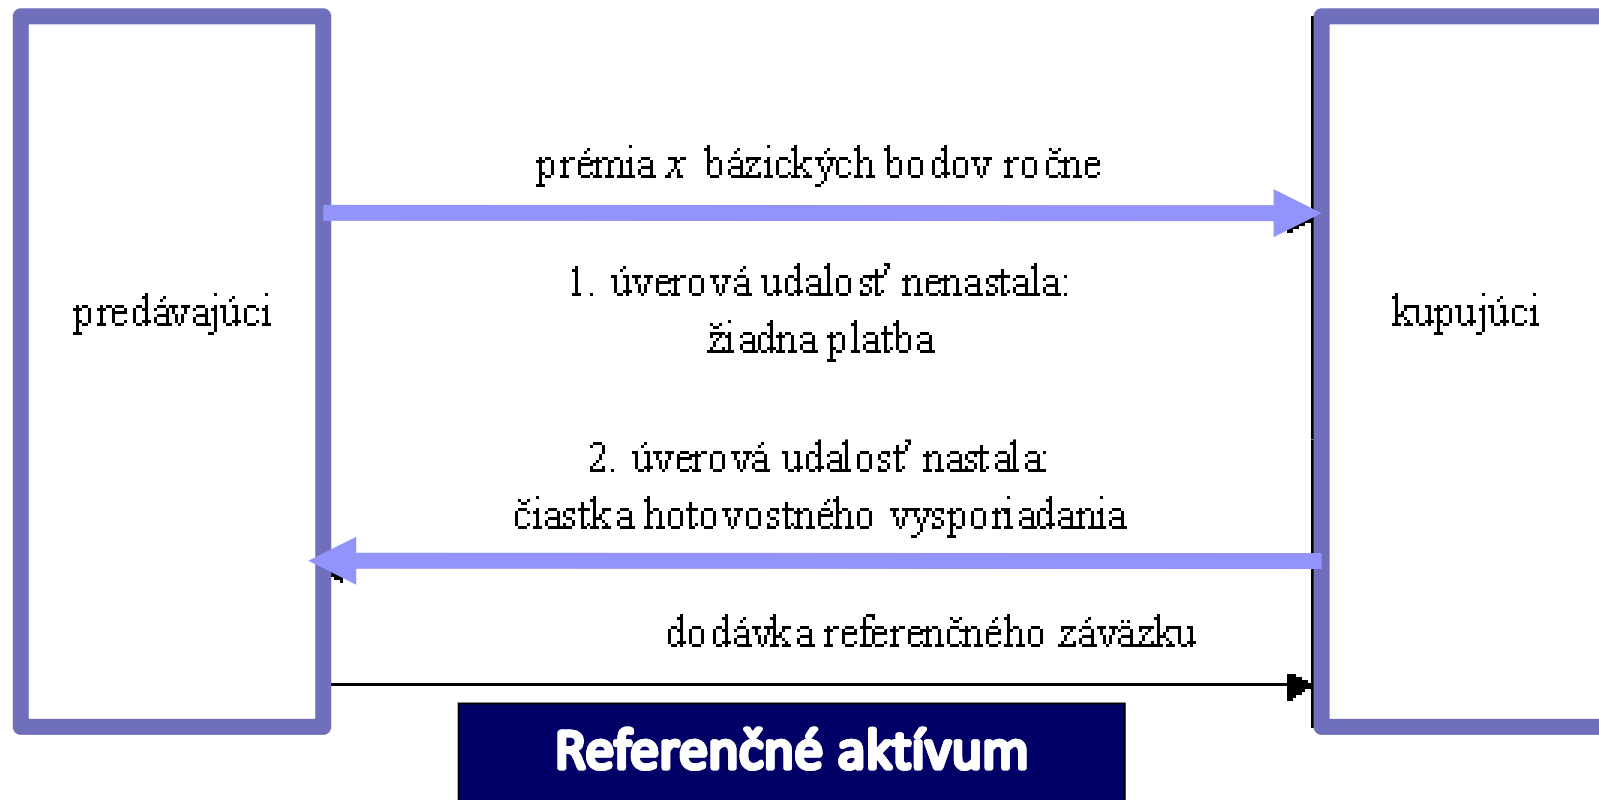 prémia x bázických bodov ročne
1. úverová udalosť nenastala:
žiadna platba
predávajúci
kupujúci
2. úverová udalosť nastala:
čiastka hotovostného vysporiadania
dodávka referenčného záväzku
Referenčné aktívum